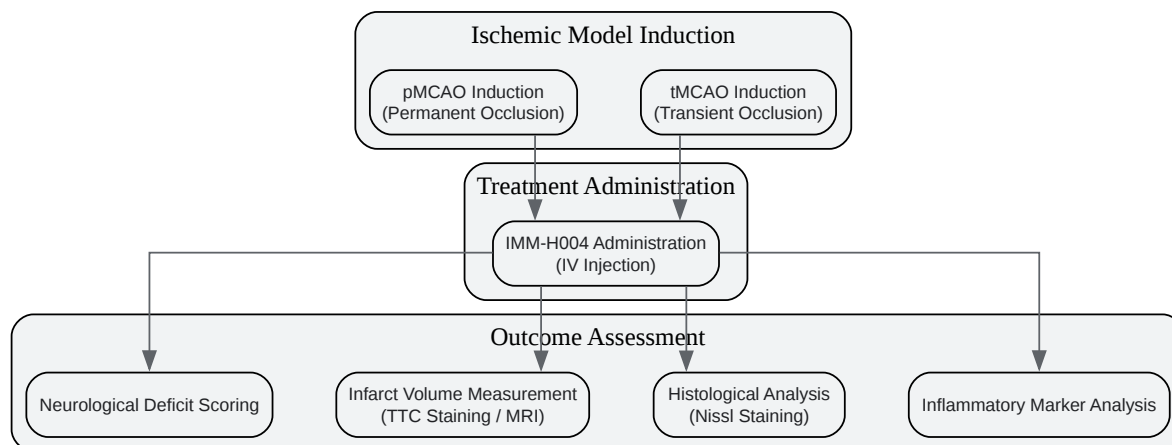 Ischemic Model Induction
pMCAO Induction
(Permanent Occlusion)
tMCAO Induction
(Transient Occlusion)
Treatment Administration
IMM-H004 Administration
(IV Injection)
Outcome Assessment
Neurological Deficit Scoring
Infarct Volume Measurement
(TTC Staining / MRI)
Histological Analysis
(Nissl Staining)
Inflammatory Marker Analysis